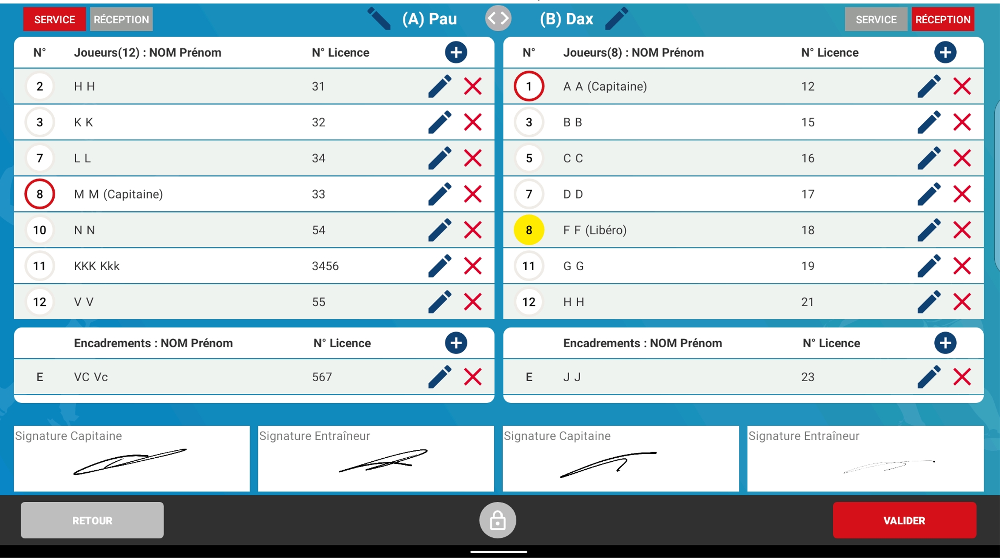 SERVICE RÉCEPTION (A) Pau (B) Dax SERVICE RÉCEPTION
N° Joueurs(12) : NOM Prénom N° Licence
2 H H 31
3 K K 32
7 L L 34
8 M M (Capitaine) 33
10 N N 54
11 KKK Kkk 3456
12 V V 55
N° Joueurs(8) : NOM Prénom N° Licence
1 A A (Capitaine) 12
3 B B 15
5 C C 16
7 D D 17
8 F F (Libéro) 18
11 G G 19
12 H H 21
Encadrements : NOM Prénom N° Licence
E VC Vc 567
Encadrements : NOM Prénom N° Licence
E J J 23
Signature Capitaine
Signature Entraîneur
Signature Capitaine
Signature Entraîneur
RETOUR
VALIDER